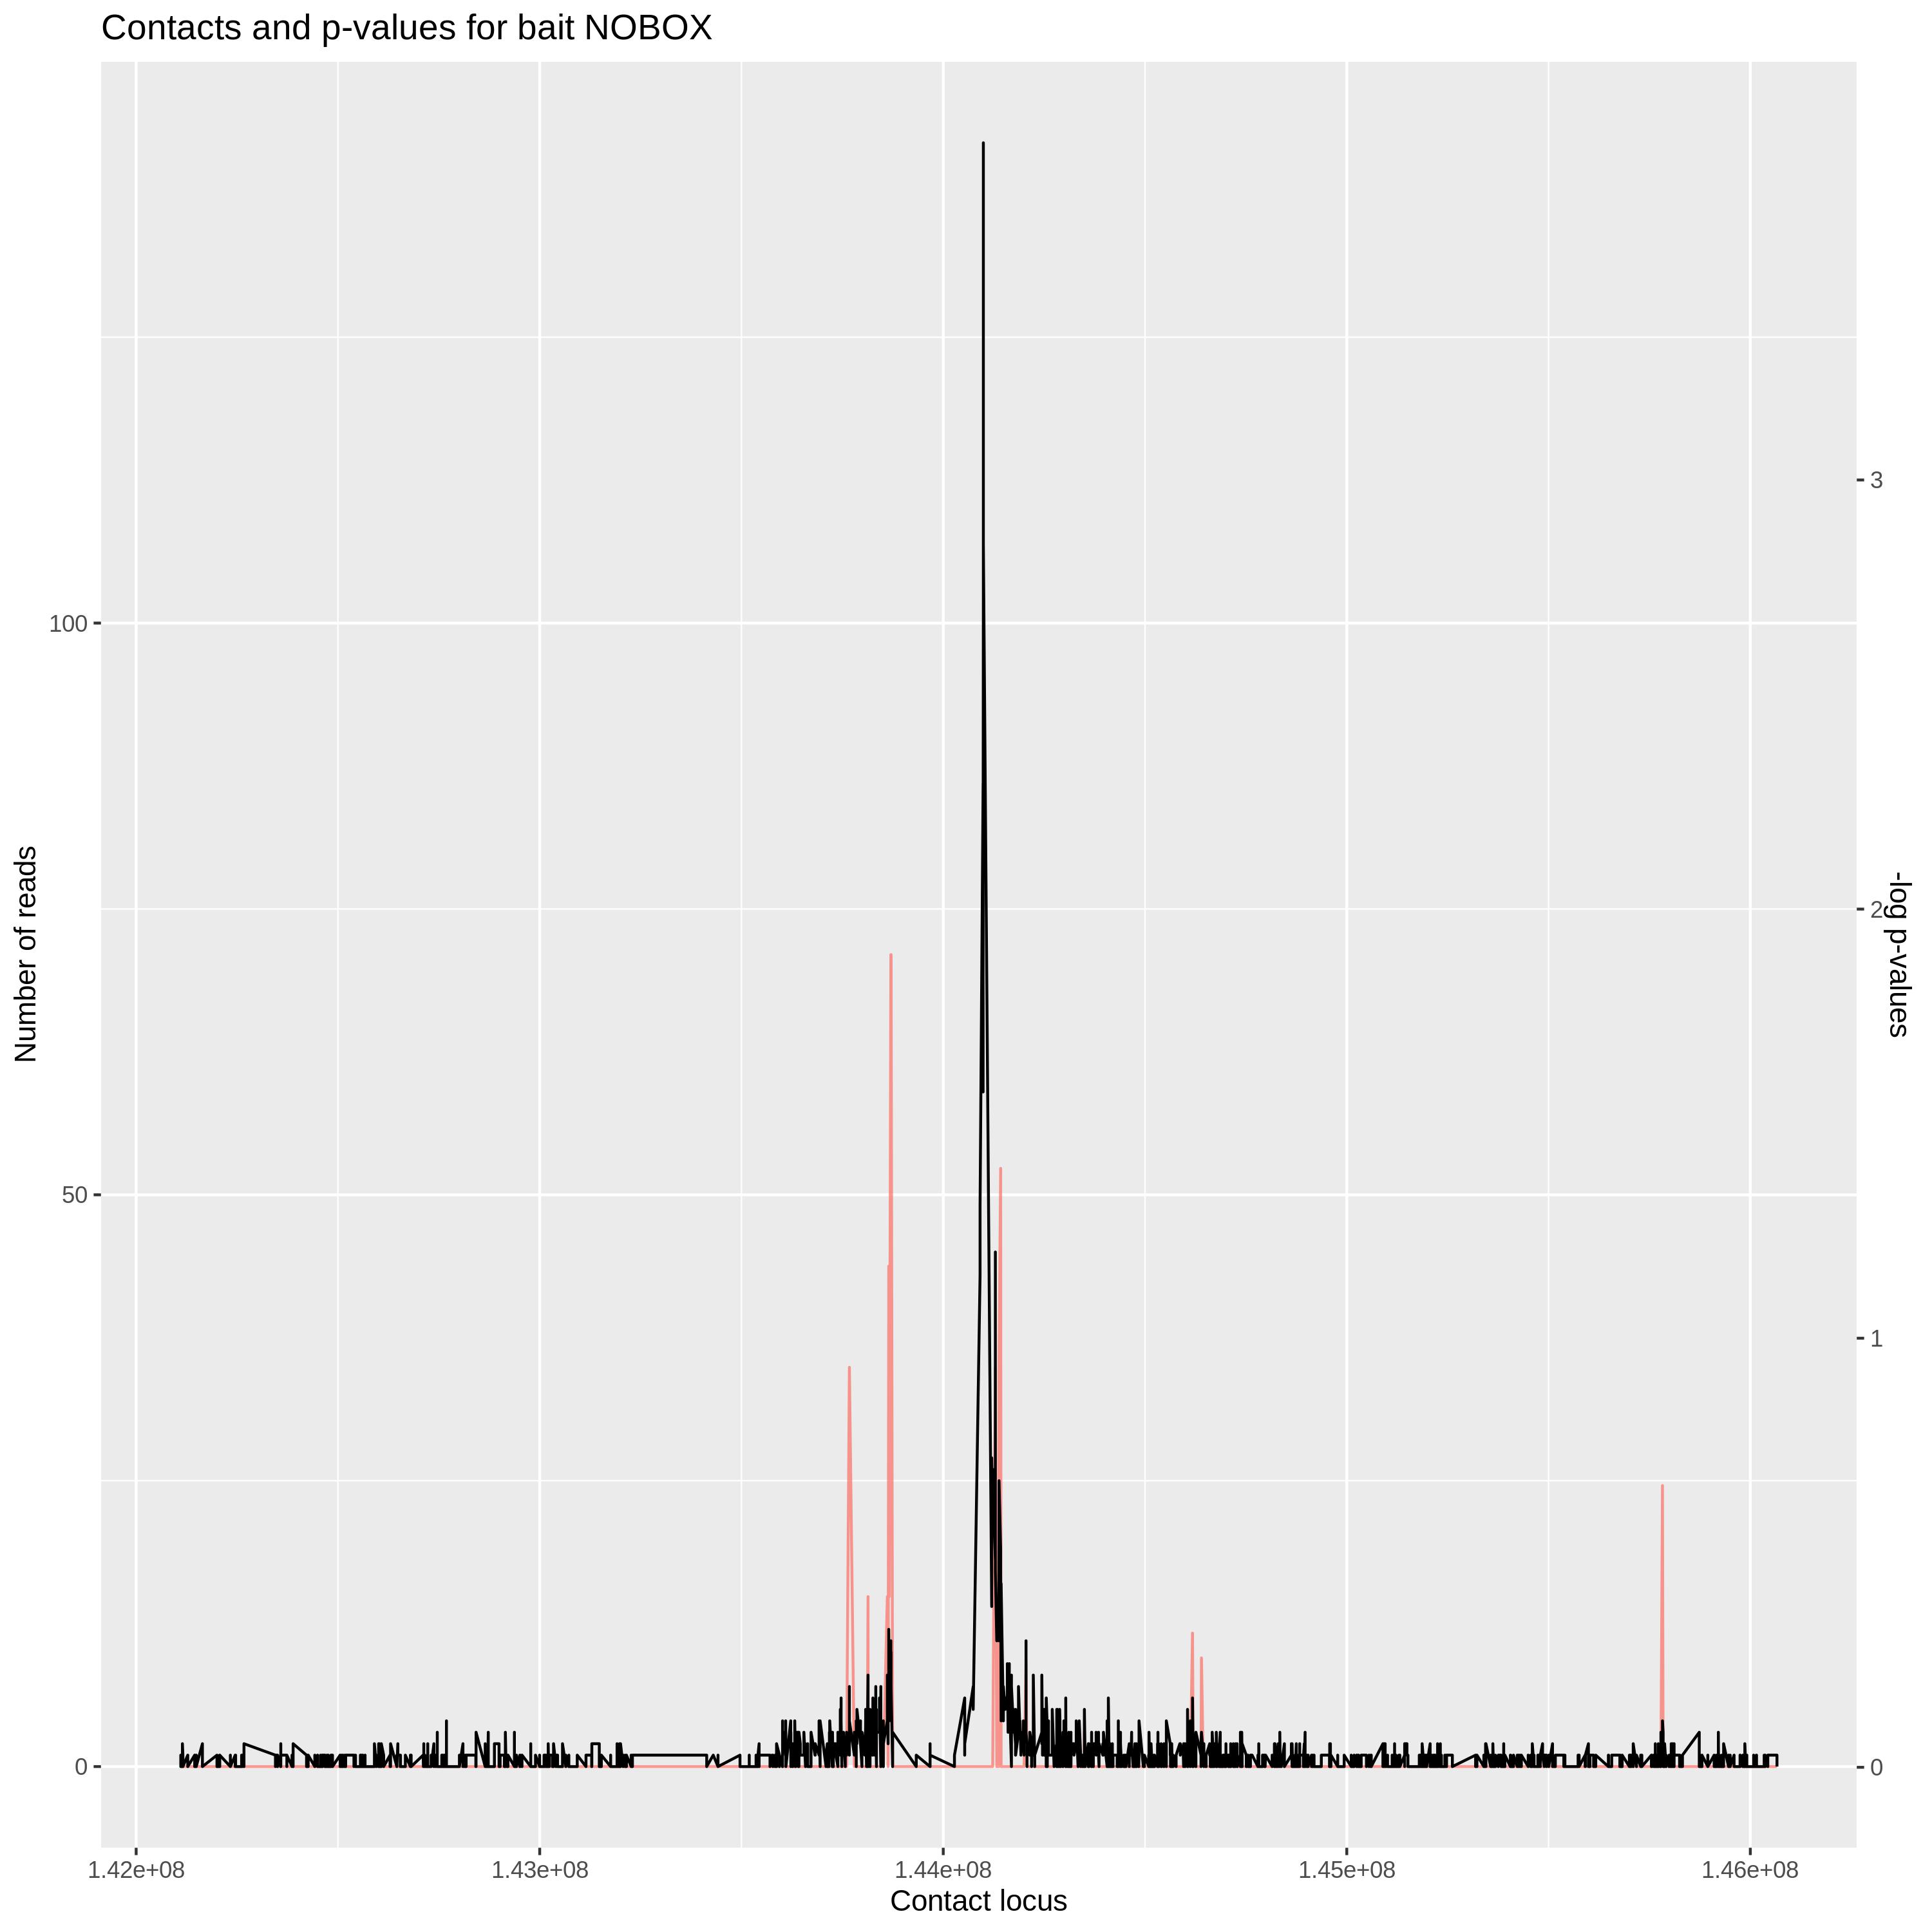 Contacts and p-values for bait NOBOX
Number of reads
100
50
0
3
2
1
0
-log p-values
1.42e+08
1.43e+08
1.44e+08
1.45e+08
1.46e+08
Contact locus